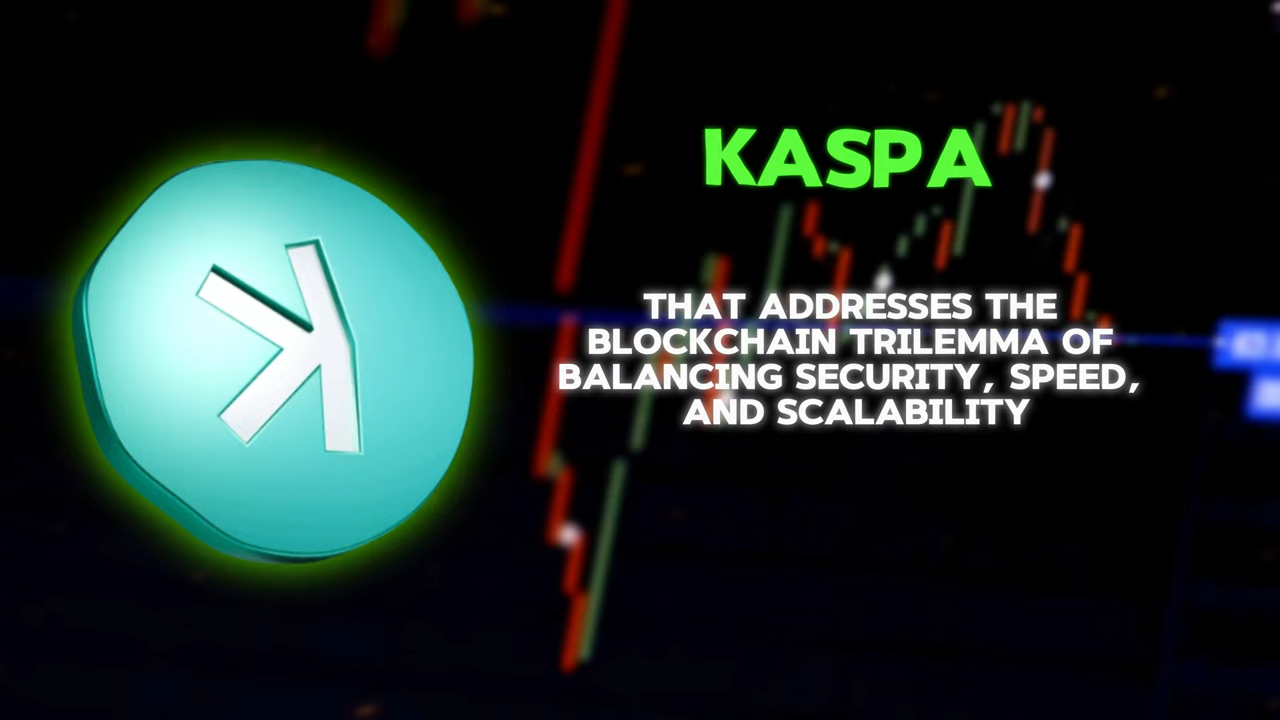 KASPA
THAT ADDRESSES THE
BLOCKCHAIN TRILEMMA OF
BALANCING SECURITY, SPEED,
AND SCALABILITY